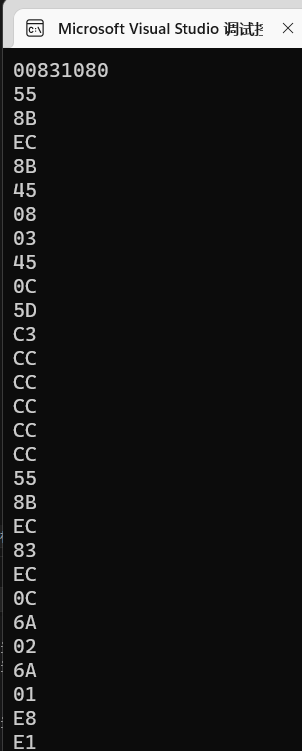 Microsoft Visual Studio 调试
00831080
55
8B
EC
8B
45
08
03
45
0C
5D
C3
CC
CC
CC
CC
CC
55
8B
EC
83
EC
0C
6A
02
6A
01
E8
E1